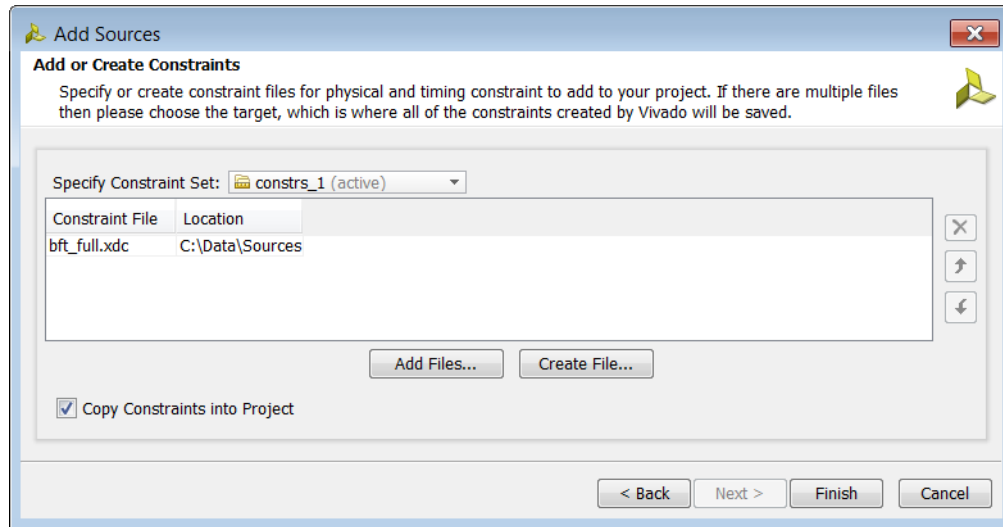 Add Sources
Add or Create Constraints
Specify or create constraint files for physical and timing constraint to add to your project. If there are multiple files
then please choose the target, which is where all of the constraints created by Vivado will be saved.
Specify Constraint Set: constrs_1 (active)
Constraint File Location
bft_full.xdc C:\Data\Sources
Add Files... Create File...
Copy Constraints into Project
< Back Next > Finish Cancel